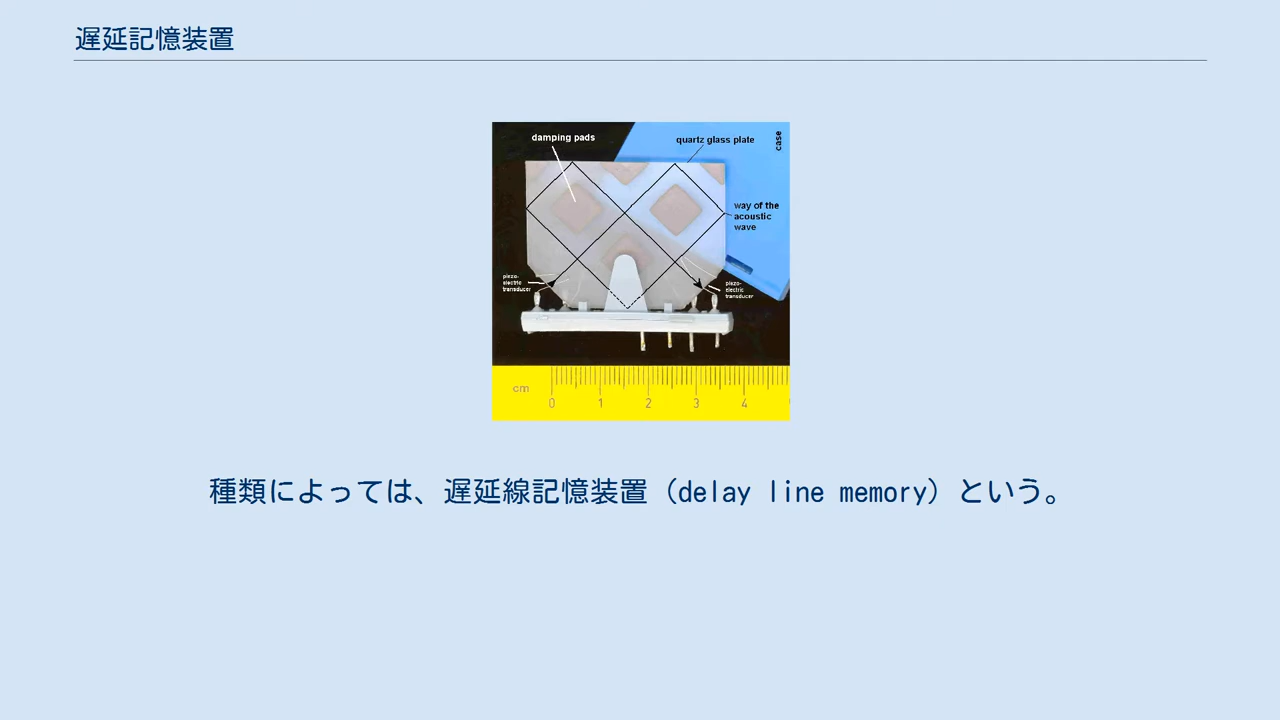 遅延記憶装置
damping pads
quartz glass plate
case
way of the
acoustic
wave
piezo-
electric
transducer
piezo-
electric
transducer
cm
0 1 2 3 4
種類によっては、遅延線記憶装置（delay line memory）という。